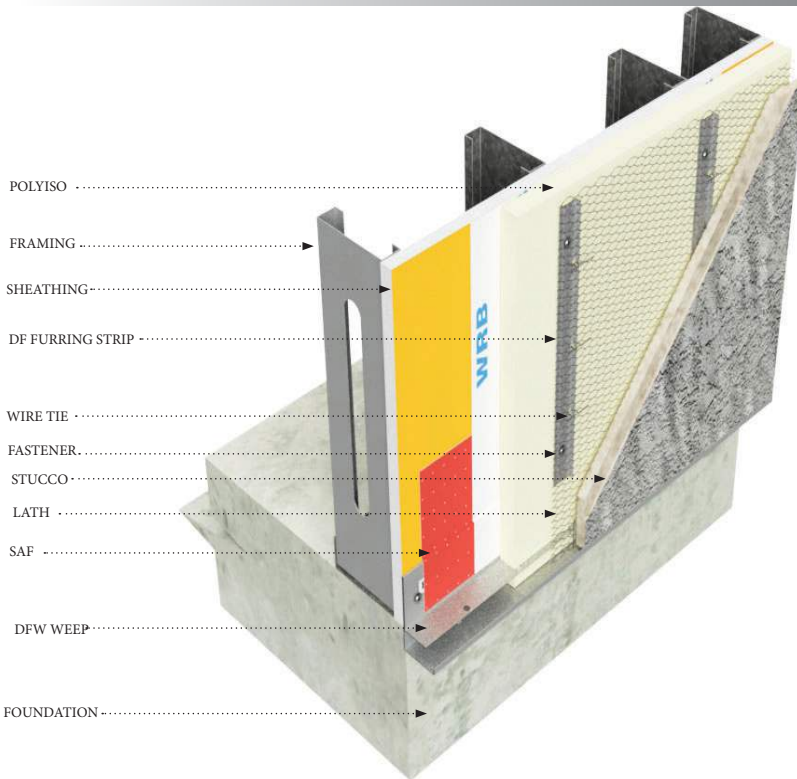 POLYISO
FRAMING
SHEATHING
DF FURRING STRIP
WRB
WIRE TIE
FASTENER
STUCCO
LATH
SAF
DFW WEEP
FOUNDATION